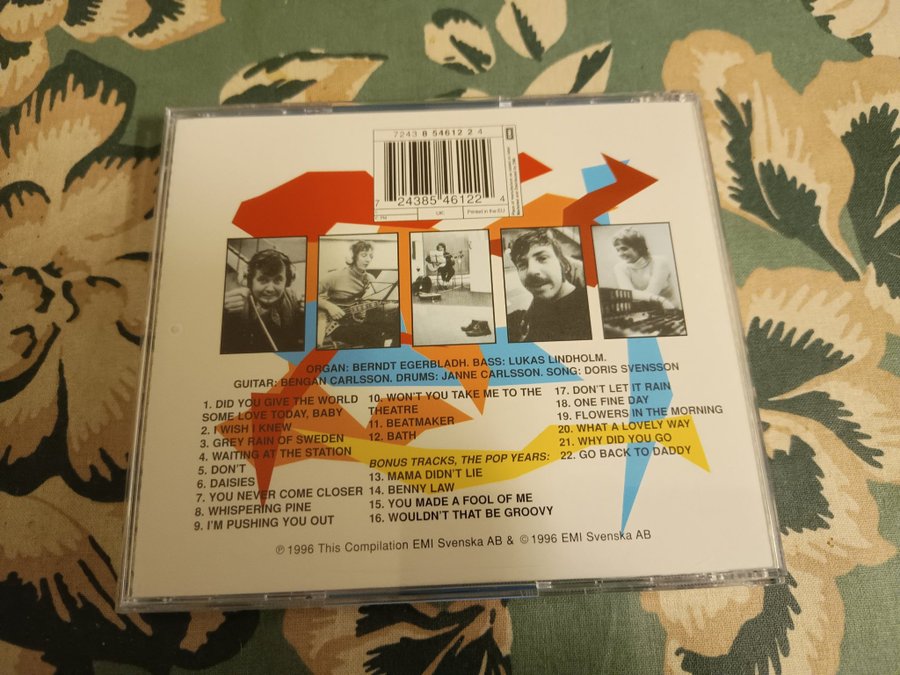 7243 8 54612 2 4
7 24385 46122 4
UK
Printed in the EU
ORGAN: BERNDT EGERBLADH. BASS: LUKAS LINDHOLM.
GUITAR: BENGAN CARLSSON. DRUMS: JANNE CARLSSON. SONG: DORIS SVENSSON
1. DID YOU GIVE THE WORLD
SOME LOVE TODAY, BABY
2. I WISH I KNEW
3. GREY RAIN OF SWEDEN
4. WAITING AT THE STATION
5. DON'T
6. DAISIES
7. YOU NEVER COME CLOSER
8. WHISPERING PINE
9. I'M PUSHING YOU OUT
10. WON'T YOU TAKE ME TO THE
THEATRE
11. BEATMAKER
12. BATH
BONUS TRACKS, THE POP YEARS:
13. MAMA DIDN'T LIE
14. BENNY LAW
15. YOU MADE A FOOL OF ME
16. WOULDN'T THAT BE GROOVY
17. DON'T LET IT RAIN
18. ONE FINE DAY
19. FLOWERS IN THE MORNING
20. WHAT A LOVELY WAY
21. WHY DID YOU GO
22. GO BACK TO DADDY
℗ 1996 This Compilation EMI Svenska AB & © 1996 EMI Svenska AB